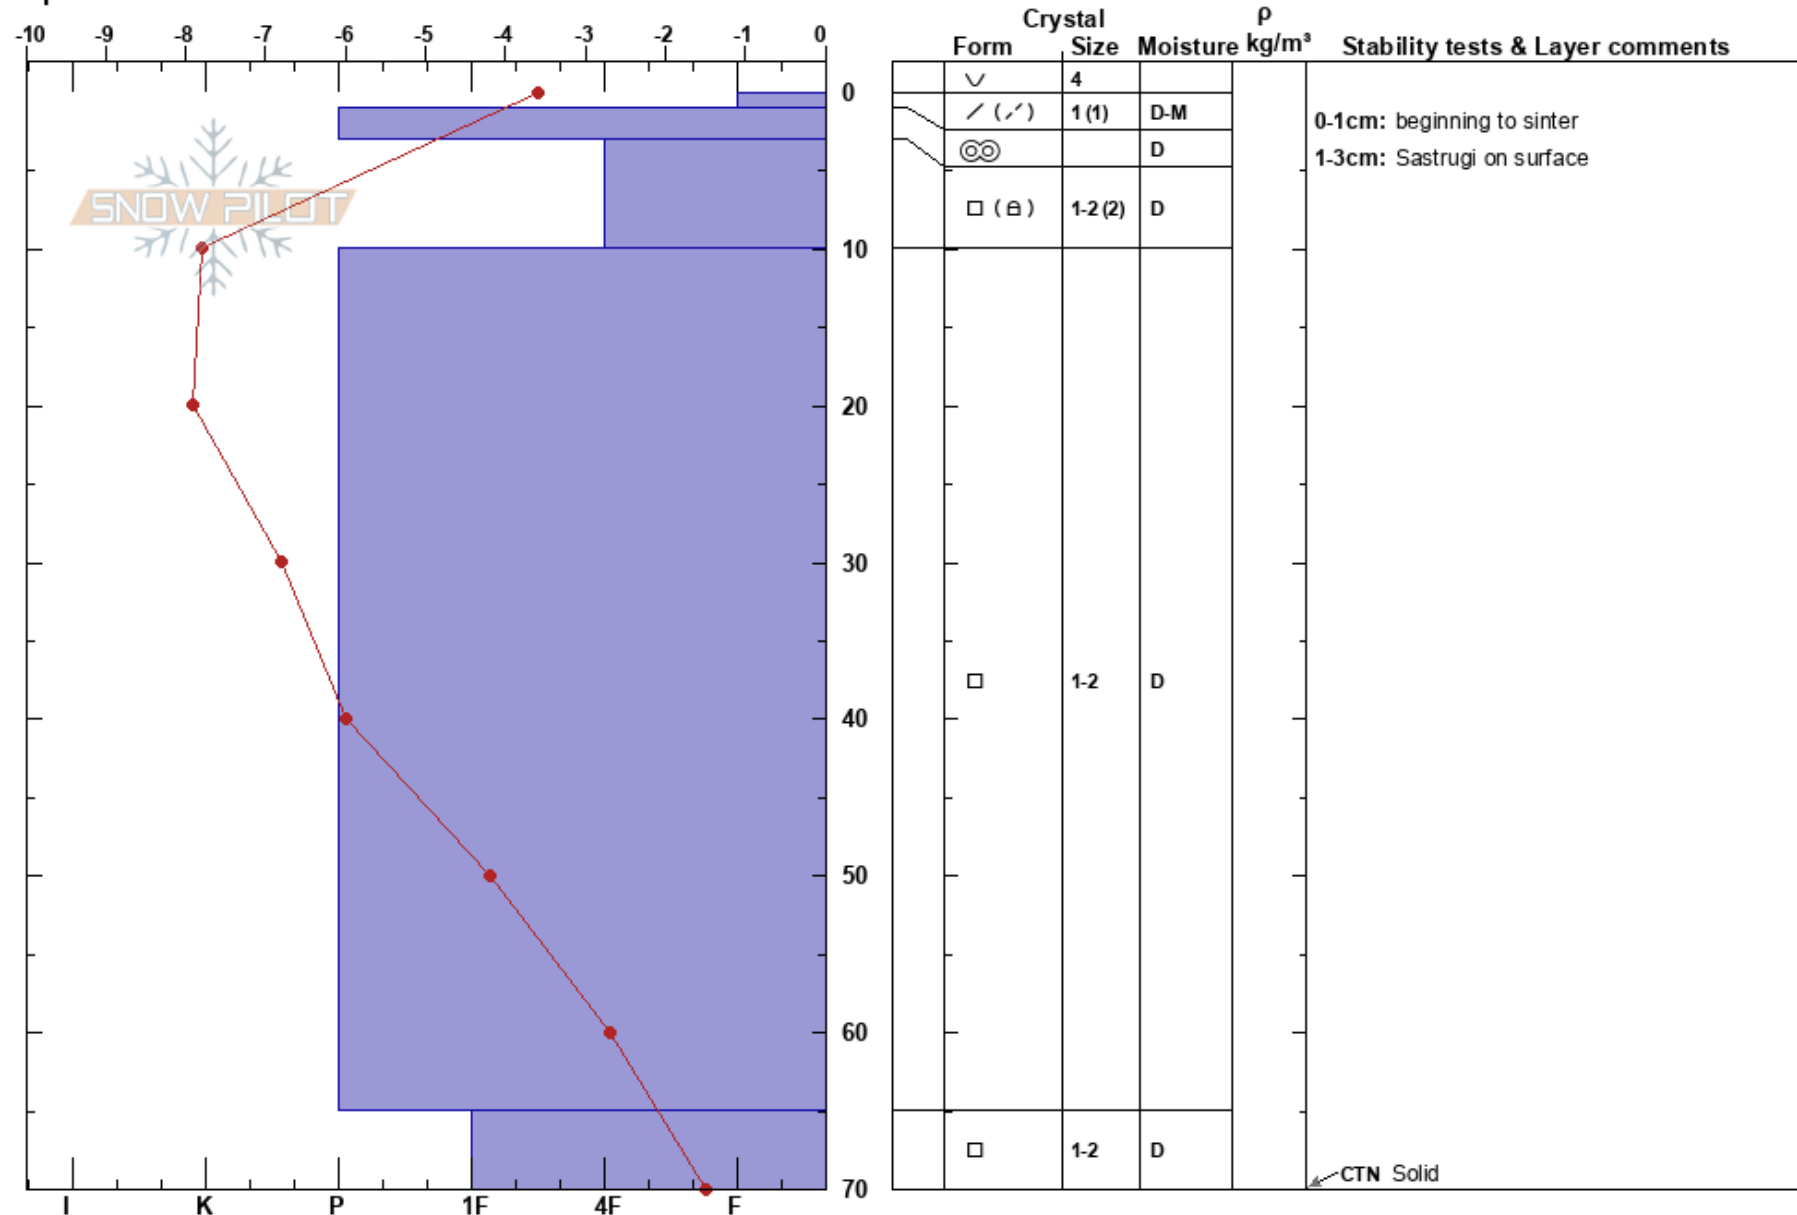 -10 -9 -8 -7 -6 -5 -4 -3 -2 -1 0
Crystal ρ
Form Size Moisture kg/m³ Stability tests & Layer comments
4
0
1 (1) D-M
0-1cm: beginning to sinter
D
1-3cm: Sastrugi on surface
SNOW PILOT
1-2 (2) D
10
20
30
1-2 D
40
50
60
1-2 D
CTN Solid
70
I K P 1F 4F F